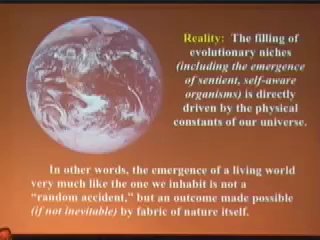 Reality: The filling of
evolutionary niches
(including the emergence
of sentient, self-aware
organisms) is directly
driven by the physical
constants of our universe.
In other words, the emergence of a living world
very much like the one we inhabit is not a
“random accident,” but an outcome made possible
(if not inevitable) by fabric of nature itself.